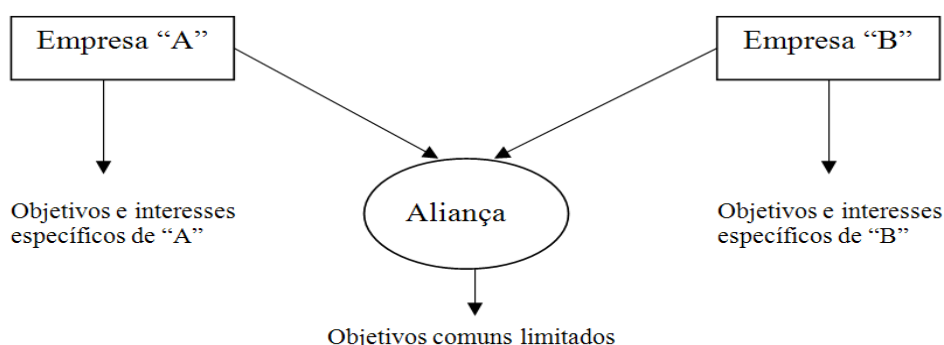 Empresa “A”
Empresa “B”
Aliança
Objetivos e interesses
específicos de “A”
Objetivos e interesses
específicos de “B”
Objetivos comuns limitados